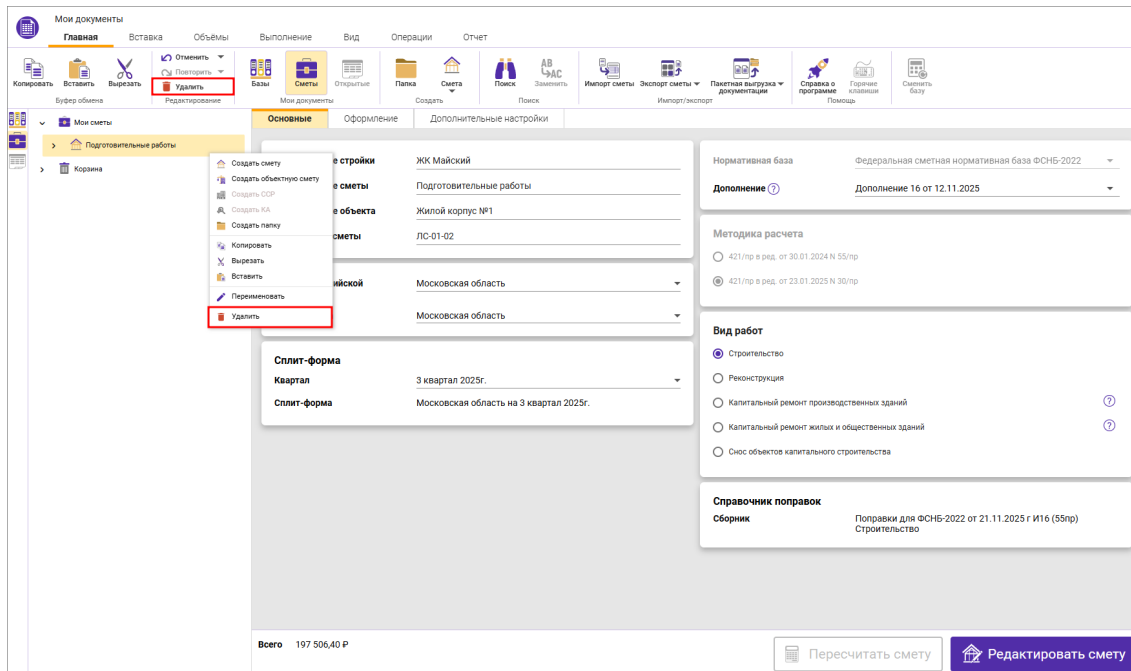 Мои документы
Главная Вставка Объёмы Выполнение Вид Операции Отчет
Отменить
Повторить
Удалить
Копировать Вставить Вырезать Базы Сметы Открытые Папка Смета Поиск Заменить Импорт сметы Экспорт сметы Пакетная выгрузка документации Справка о программе Горячие клавиши Сменить базу
AB
AC
Буфер обмена Редактирование Мои документы Создать Поиск Импорт/экспорт Помощь
Мои сметы
Подготовительные работы
Корзина
Создать смету
Создать объектную смету
Создать ССР
Создать КА
Создать папку
Копировать
Вырезать
Вставить
Переименовать
Удалить
Основные Оформление Дополнительные настройки
е стройки ЖК Майский
е сметы Подготовительные работы
е объекта Жилой корпус №1
сметы ЛС-01-02
ийской Московская область
Московская область
Сплит-форма
Квартал 3 квартал 2025г.
Сплит-форма Московская область на 3 квартал 2025г.
Нормативная база Федеральная сметная нормативная база ФСНБ-2022
Дополнение ? Дополнение 16 от 12.11.2025
Методика расчета
421/пр в ред. от 30.01.2024 N 55/пр
421/пр в ред. от 23.01.2025 N 30/пр
Вид работ
Строительство
Реконструкция
Капитальный ремонт производственных зданий ?
Капитальный ремонт жилых и общественных зданий ?
Снос объектов капитального строительства
Справочник поправок
Сборник Поправки для ФСНБ-2022 от 21.11.2025 г И16 (55пр)
Строительство
Всего 197 506,40 ₽
Пересчитать смету Редактировать смету